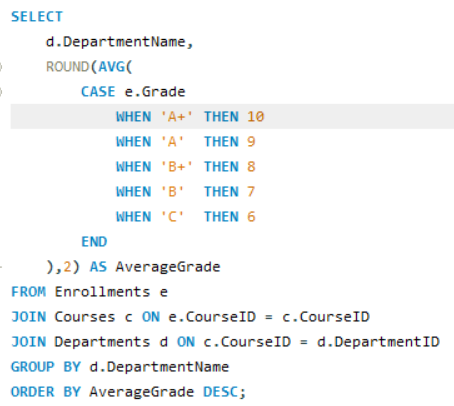 SELECT
    d.DepartmentName,
    ROUND(AVG(
        CASE e.Grade
            WHEN 'A+' THEN 10
            WHEN 'A'  THEN 9
            WHEN 'B+' THEN 8
            WHEN 'B'  THEN 7
            WHEN 'C'  THEN 6
        END
    ),2) AS AverageGrade
FROM Enrollments e
JOIN Courses c ON e.CourseID = c.CourseID
JOIN Departments d ON c.CourseID = d.DepartmentID
GROUP BY d.DepartmentName
ORDER BY AverageGrade DESC;